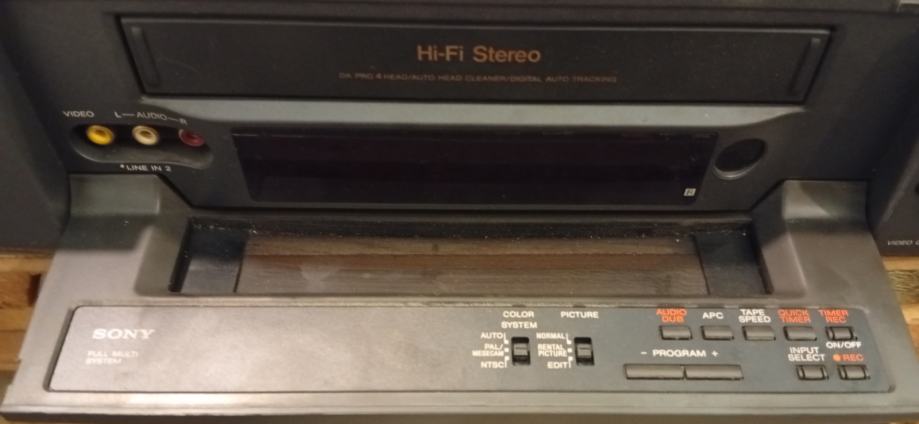 Hi-Fi Stereo
DA PRO 4 HEAD/AUTO HEAD CLEANER/DIGITAL AUTO TRACKING
VIDEO L—AUDIO—R
LINE IN 2
VIDEO
SONY
FULL MULTI
SYSTEM
COLOR
SYSTEM
AUTO
PAL/
MESECAM
NTSC
PICTURE
NORMAL
RENTAL
PICTURE
EDIT
AUDIO
DUB
APC
TAPE
SPEED
QUICK
TIMER
TIMER
REC
ON/OFF
– PROGRAM +
INPUT
SELECT
REC